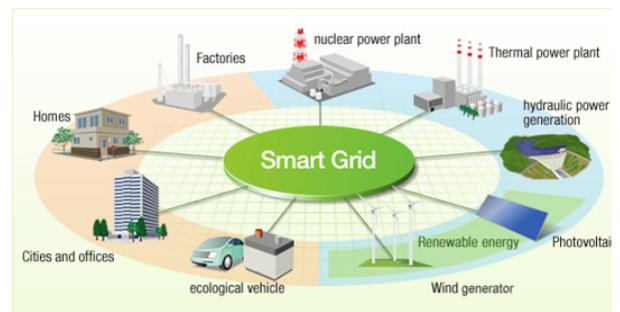 nuclear power plant
Factories
Thermal power plant
Homes
hydraulic power
generation
Smart Grid
Cities and offices
Renewable energy
Photovoltaic
ecological vehicle
Wind generator